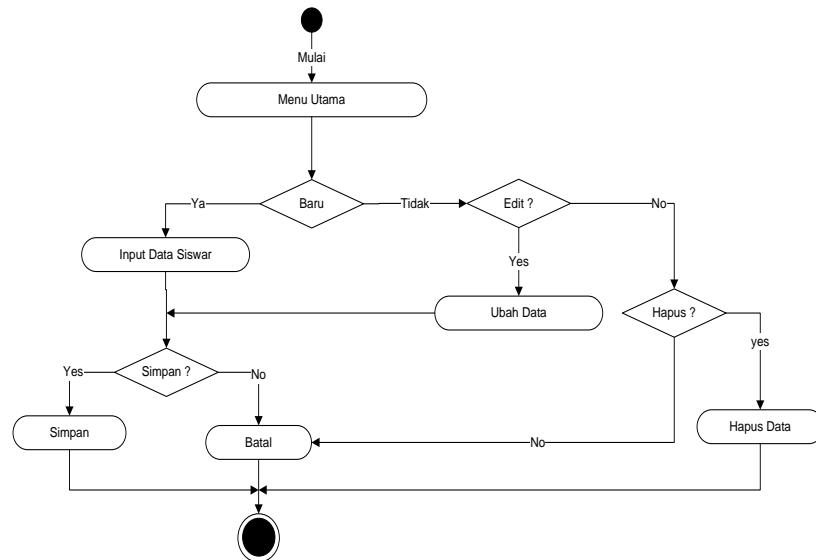 Mulai
Menu Utama
Ya
Baru
Tidak
Edit ?
No
Input Data Siswar
Yes
Ubah Data
Hapus ?
yes
Yes
Simpan ?
No
Simpan
Batal
No
Hapus Data